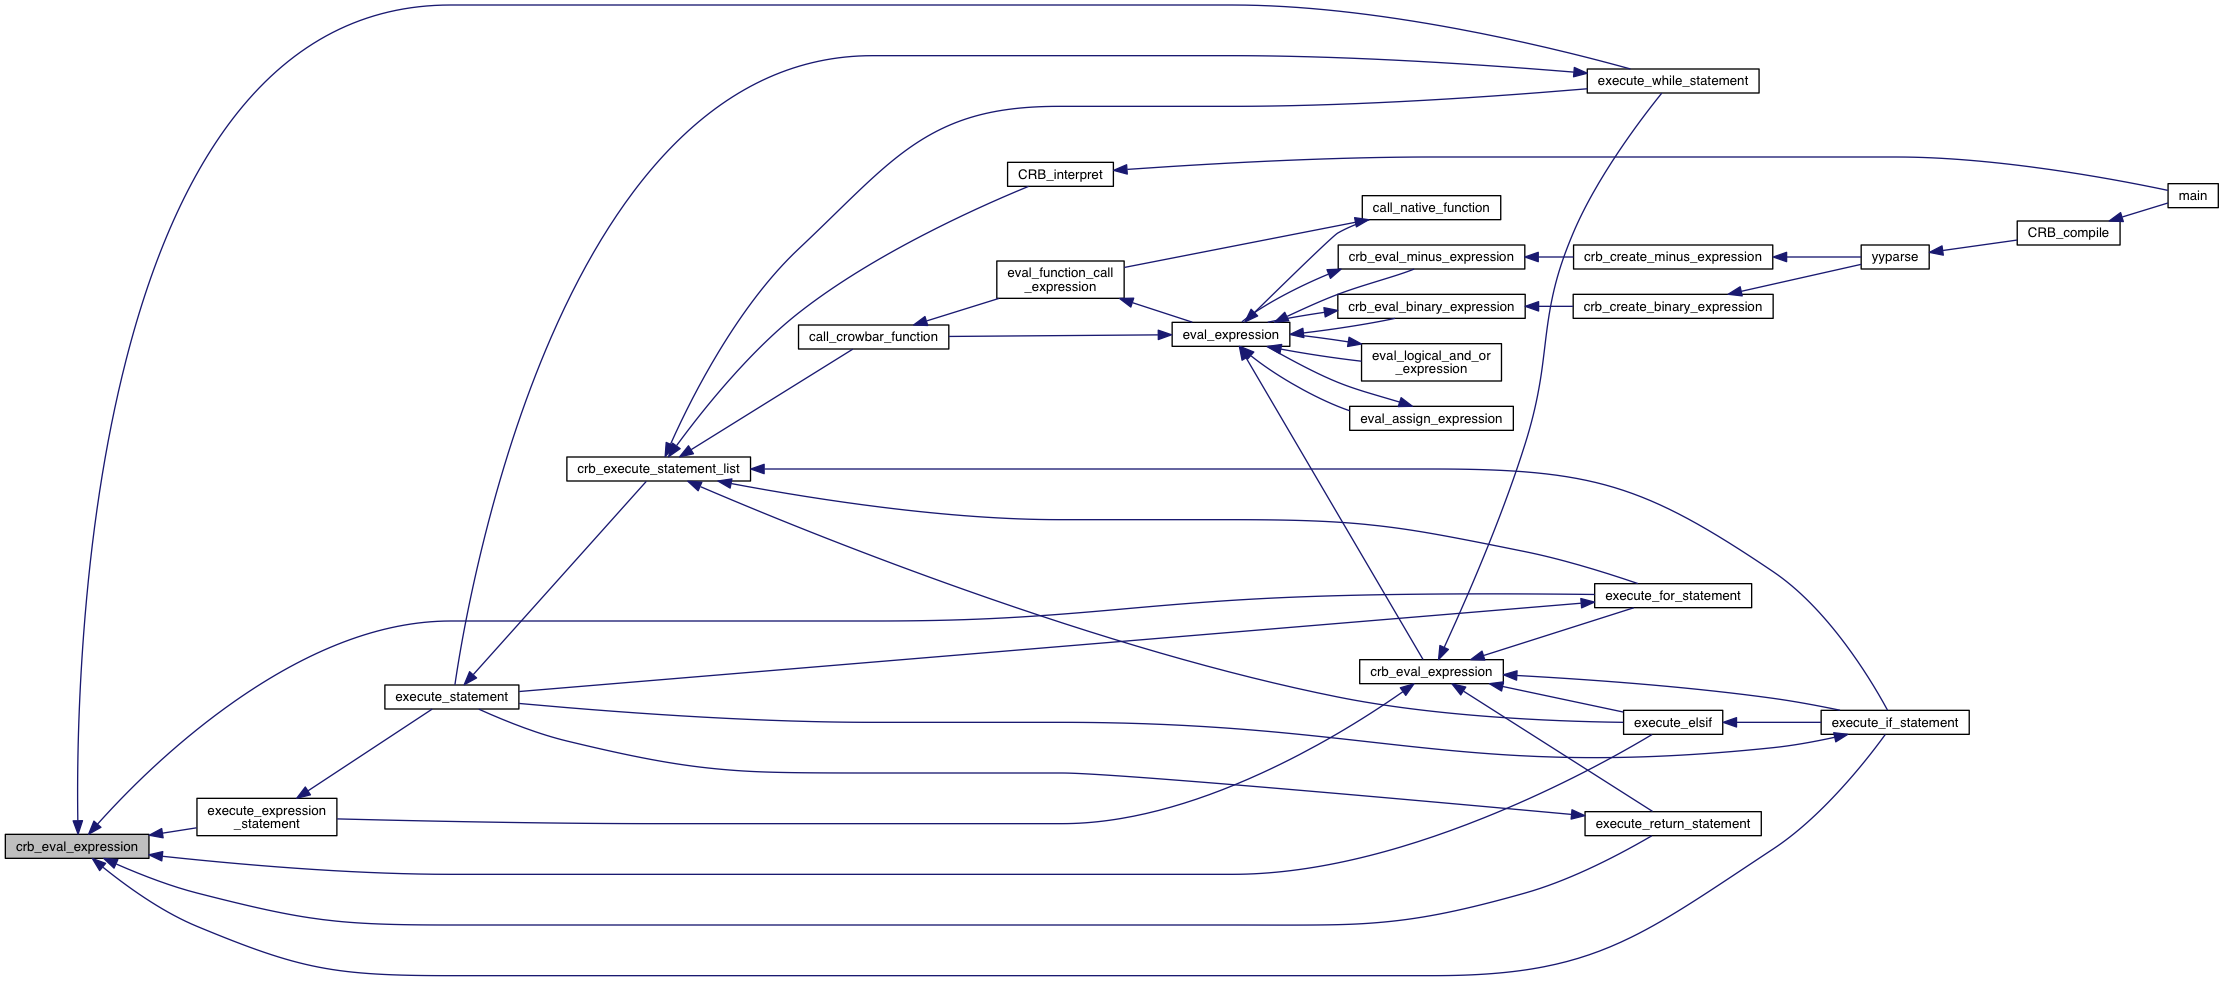 execute_while_statement
CRB_interpret
main
call_native_function
CRB_compile
crb_eval_minus_expression
crb_create_minus_expression
yyparse
eval_function_call
_expression
crb_eval_binary_expression
crb_create_binary_expression
call_crowbar_function
eval_expression
eval_logical_and_or
_expression
eval_assign_expression
crb_execute_statement_list
execute_for_statement
crb_eval_expression
execute_statement
execute_elsif
execute_if_statement
execute_expression
_statement
execute_return_statement
crb_eval_expression